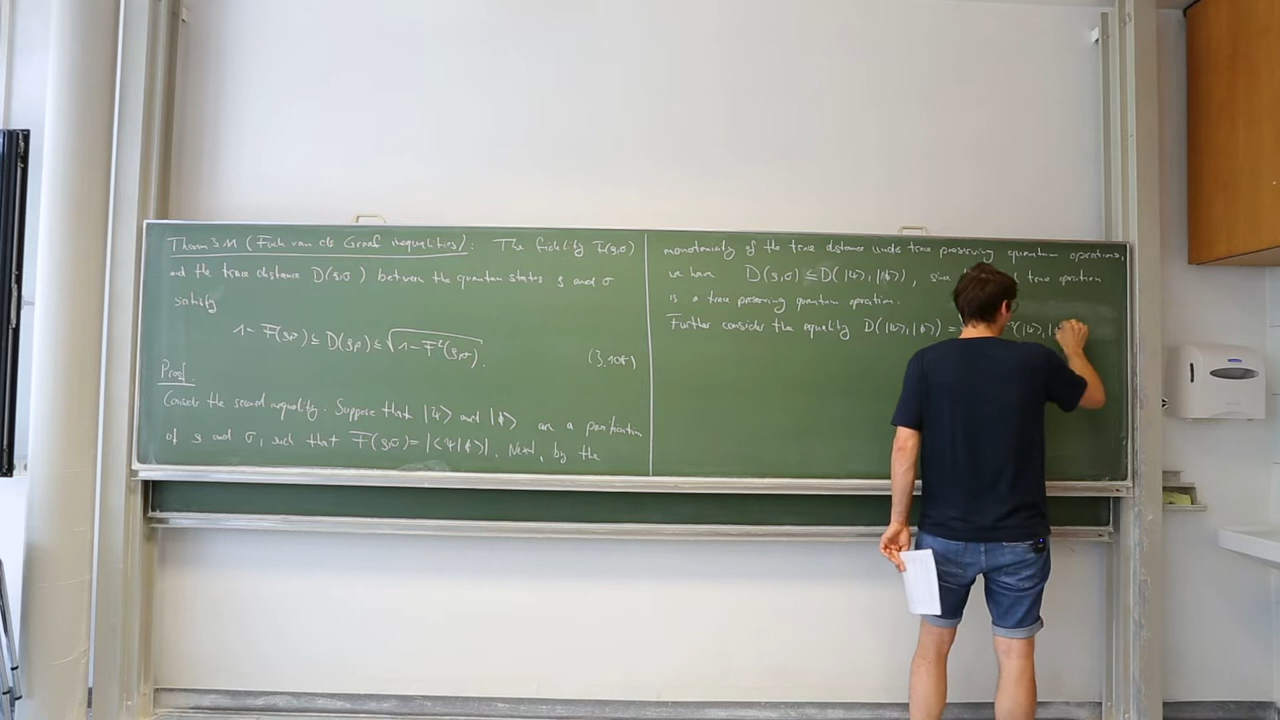 Theorem 3.11 (Fuch van de Graaf inequalities): The fidelity F(ρ,σ)
and the trace distance D(ρ,σ) between the quantum states ρ and σ
satisfy
1 - F(ρ,σ) ≤ D(ρ,σ) ≤ √(1 - F²(ρ,σ)).
Proof.
Consider the second inequality. Suppose that |ψ⟩ and |ϕ⟩ are a purification
of ρ and σ, such that F(ρ,σ) = |⟨ψ|ϕ⟩|. Next, by the
monotonicity of the trace distance under trace preserving quantum operations,
we have D(ρ,σ) ≤ D(|ψ⟩,|ϕ⟩), since trace operation
is a trace preserving quantum operation.
Further consider the equality D(|ψ⟩,|ϕ⟩) =